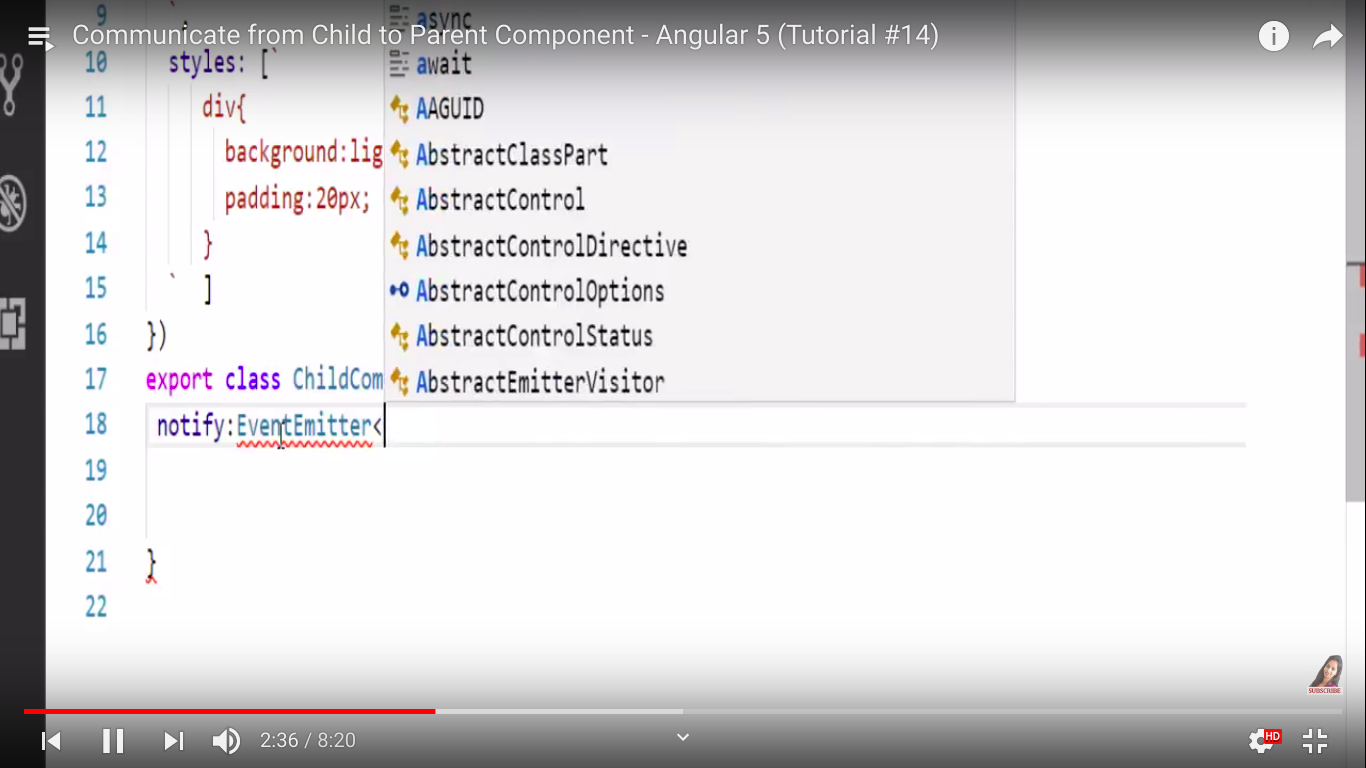 Communicate from Child to Parent Component - Angular 5 (Tutorial #14)
9 `,
10 styles: [`
11 div{
12 background:lig
13 padding:20px;
14 }
15 ` ]
16 })
17 export class ChildCom
18 notify:EventEmitter<
19
20
21 }
22
async
await
AAGUID
AbstractClassPart
AbstractControl
AbstractControlDirective
AbstractControlOptions
AbstractControlStatus
AbstractEmitterVisitor
SUBSCRIBE
2:36 / 8:20
HD